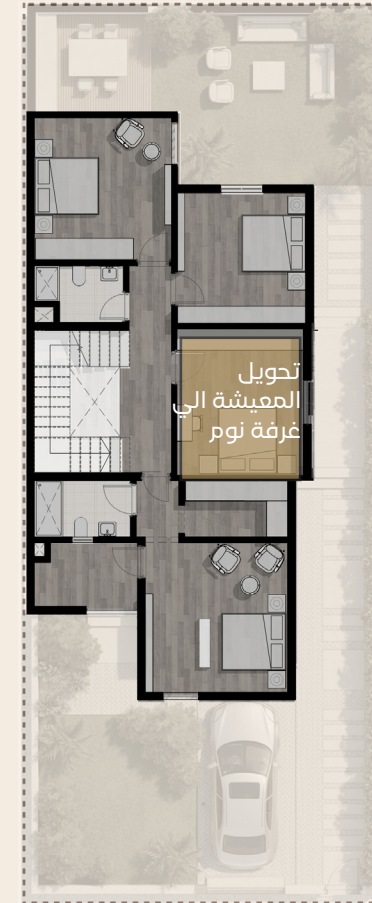 تحويل
المعيشة الي
غرفة نوم